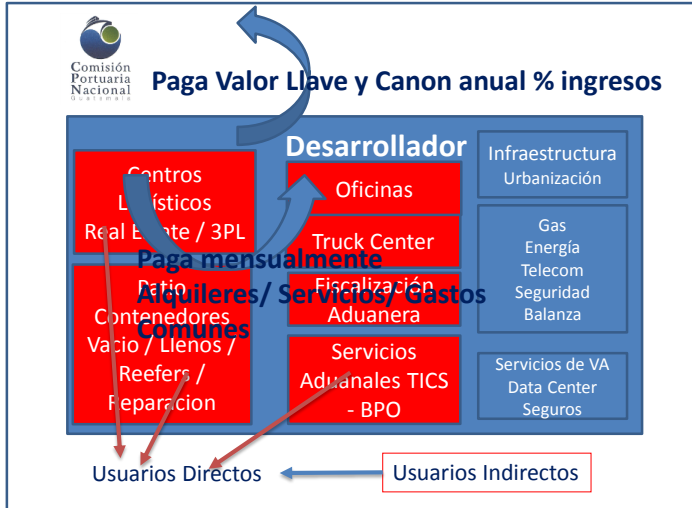 Comisión
Portuaria
Nacional
Guatemala
Paga Valor Llave y Canon anual % ingresos
Desarrollador
Centros
Logísticos
Real Estate / 3PL
Patio
Contenedores
Vacio / Llenos /
Reefers /
Reparacion
Oficinas
Truck Center
Fiscalización
Aduanera
Servicios
Aduanales TICS
- BPO
Paga mensualmente
Alquileres/ Servicios/ Gastos
Comunes
Infraestructura
Urbanización
Gas
Energía
Telecom
Seguridad
Balanza
Servicios de VA
Data Center
Seguros
Usuarios Directos
Usuarios Indirectos